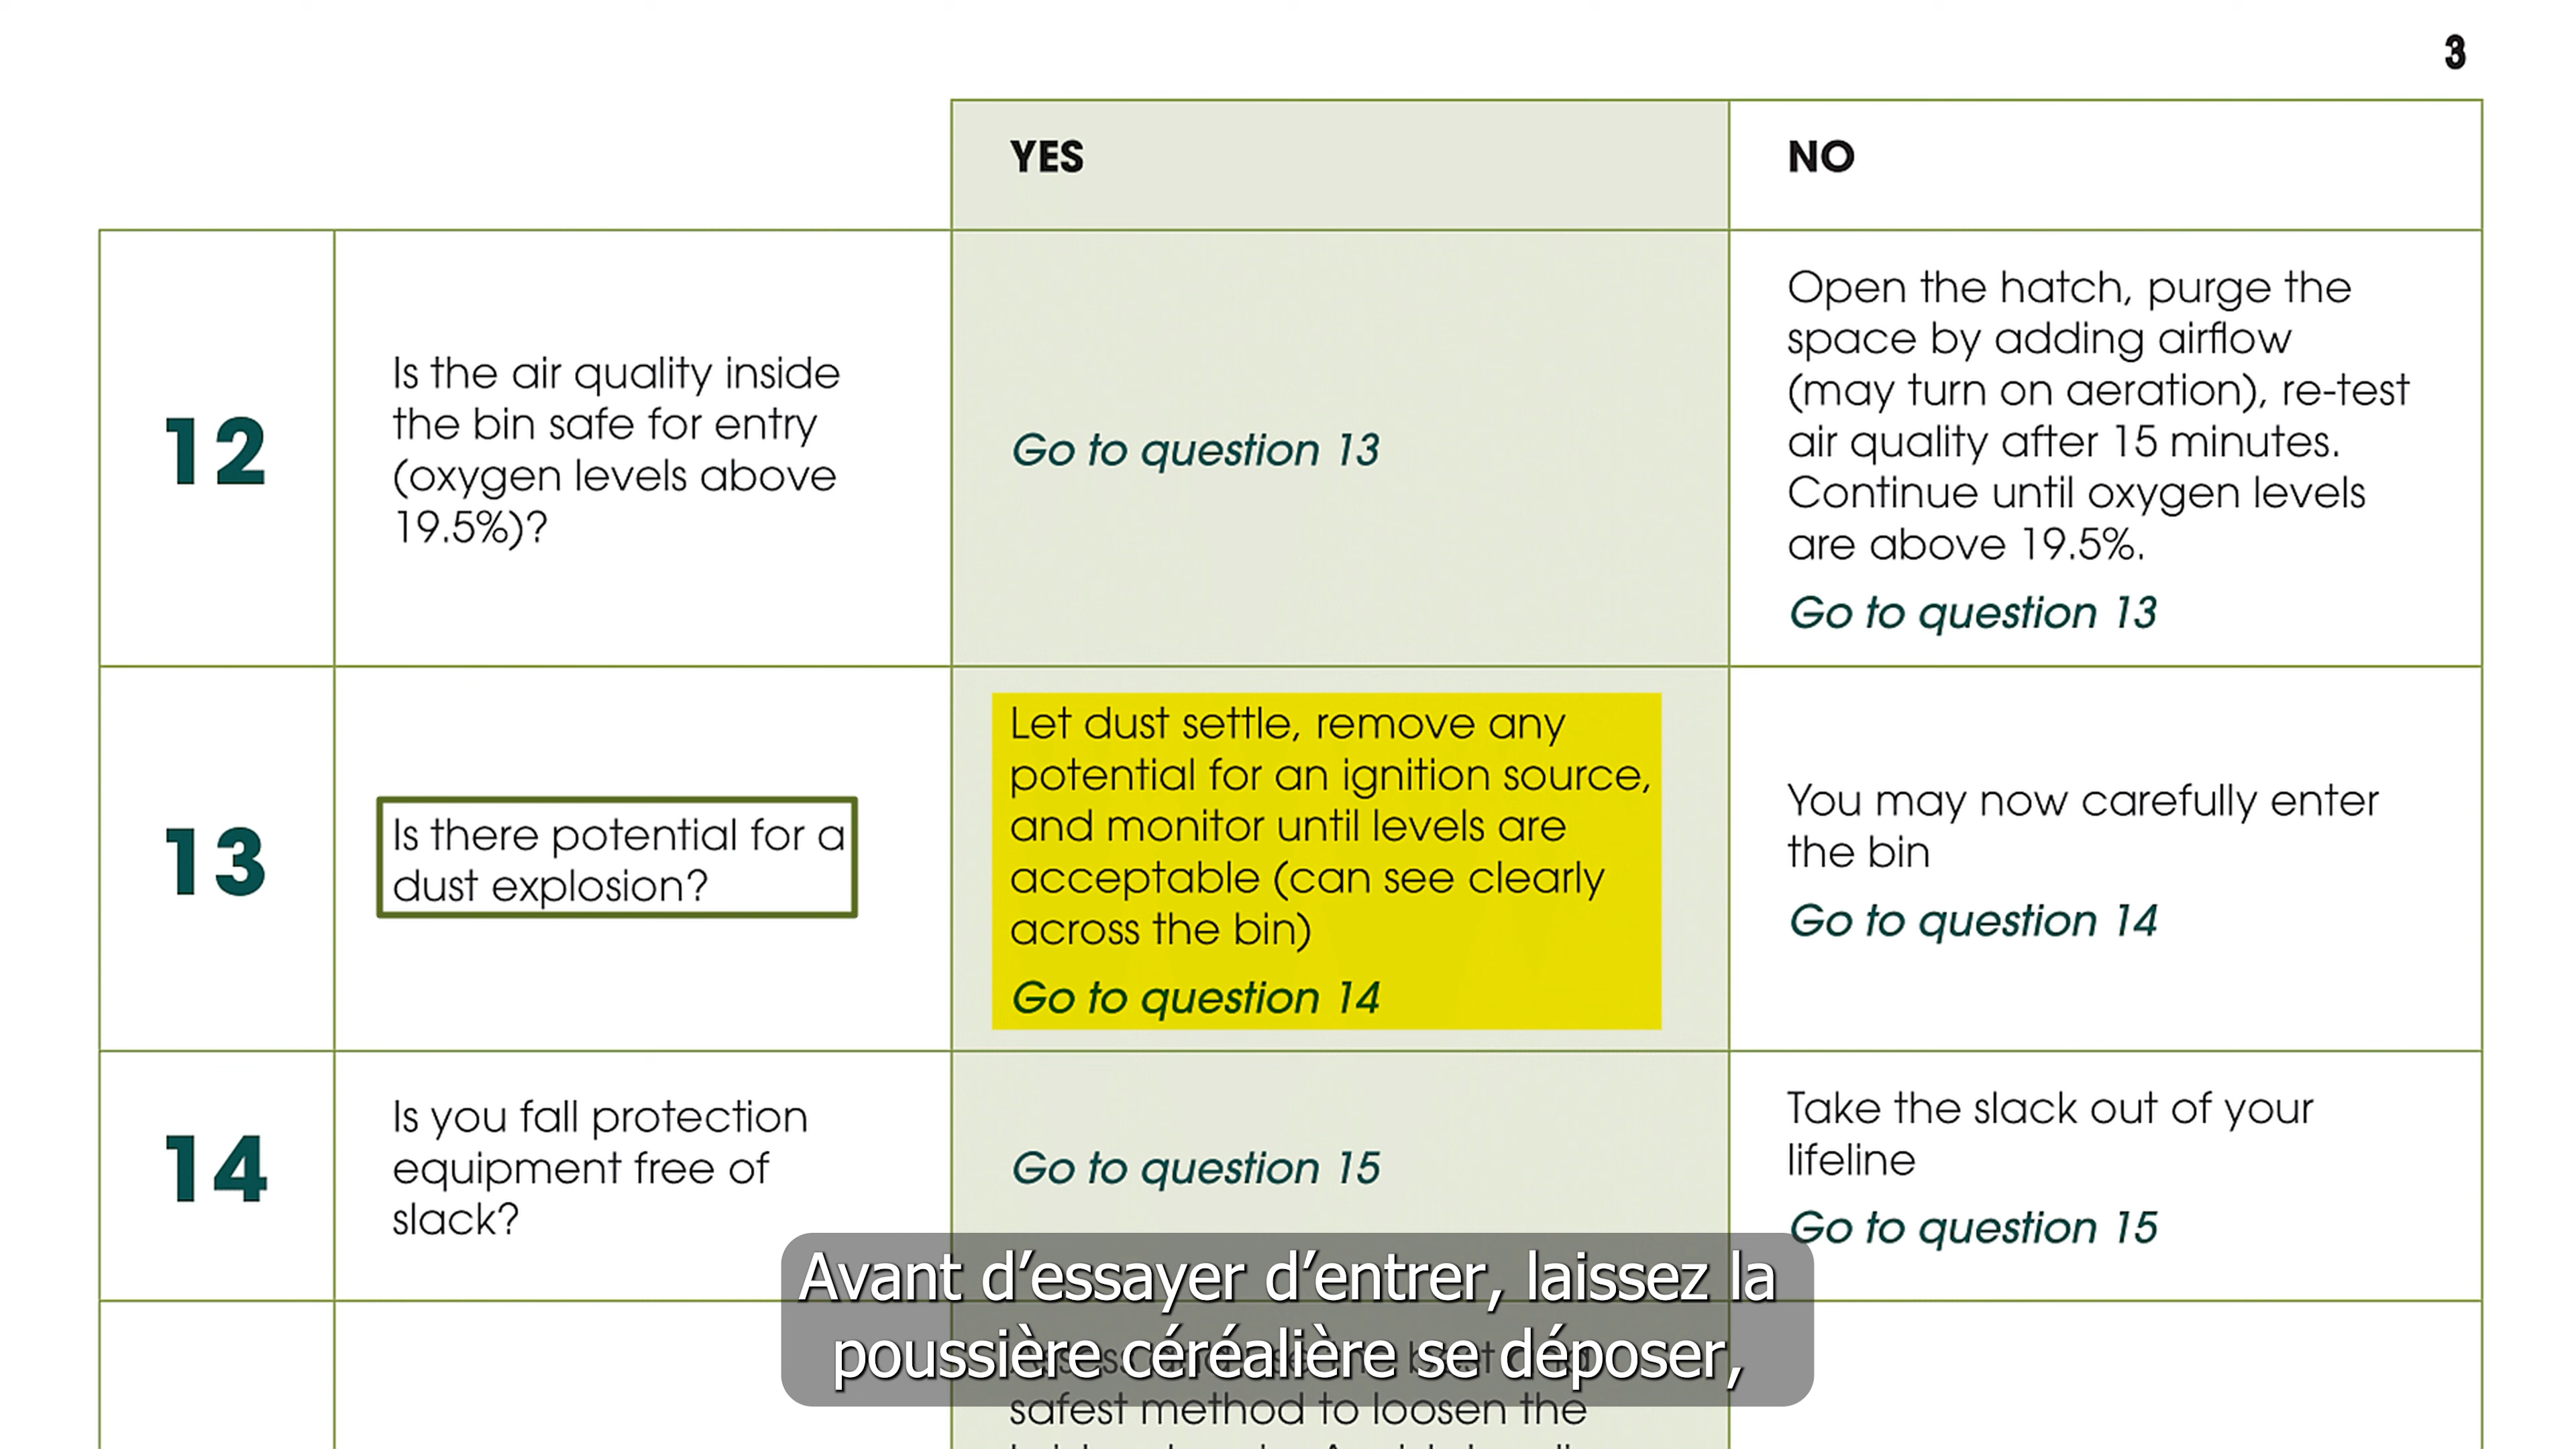 3
YES
NO
12
Is the air quality inside
the bin safe for entry
(oxygen levels above
19.5%)?
Go to question 13
Open the hatch, purge the
space by adding airflow
(may turn on aeration), re-test
air quality after 15 minutes.
Continue until oxygen levels
are above 19.5%.
Go to question 13
13
Is there potential for a
dust explosion?
Let dust settle, remove any
potential for an ignition source,
and monitor until levels are
acceptable (can see clearly
across the bin)
Go to question 14
You may now carefully enter
the bin
Go to question 14
14
Is you fall protection
equipment free of
slack?
Go to question 15
Take the slack out of your
lifeline
Go to question 15
Avant d’essayer d’entrer, laissez la
poussière céréalière se déposer,
safest method to loosen the